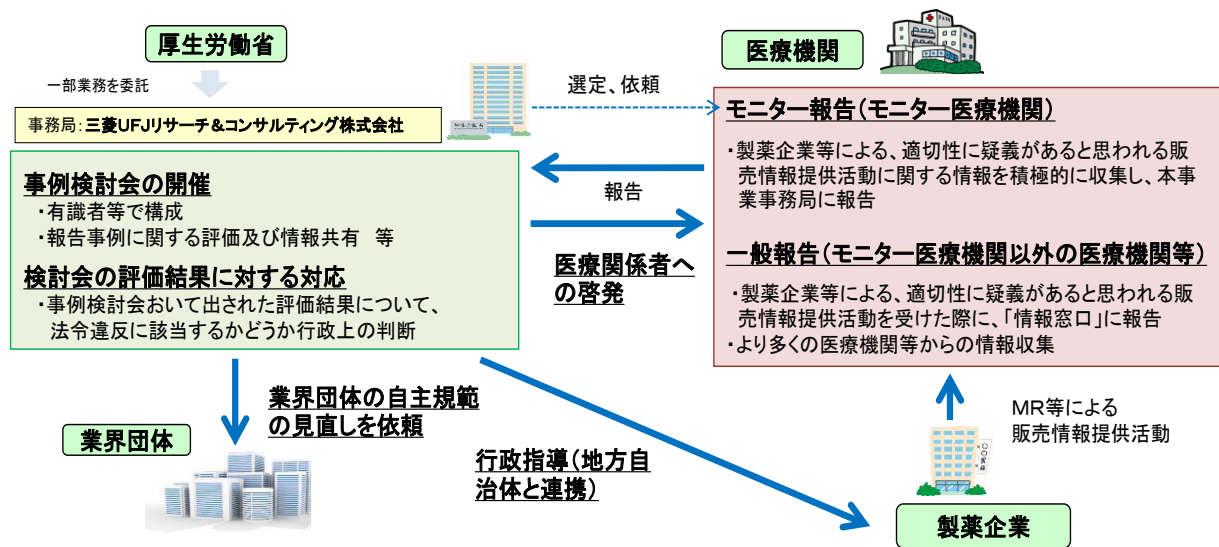 厚生労働省
一部業務を委託
事務局：三菱UFJリサーチ＆コンサルティング株式会社
事例検討会の開催
・有識者等で構成
・報告事例に関する評価及び情報共有　等
検討会の評価結果に対する対応
・事例検討会おいて出された評価結果について、
法令違反に該当するかどうか行政上の判断
選定、依頼
報告
医療関係者へ
の啓発
医療機関
モニター報告（モニター医療機関）
・製薬企業等による、適切性に疑義があると思われる販
売情報提供活動に関する情報を積極的に収集し、本事
業事務局に報告
一般報告（モニター医療機関以外の医療機関等）
・製薬企業等による、適切性に疑義があると思われる販
売情報提供活動を受けた際に、「情報窓口」に報告
・より多くの医療機関等からの情報収集
業界団体の自主規範
の見直しを依頼
業界団体
行政指導（地方自
治体と連携）
MR等による
販売情報提供活動
製薬企業